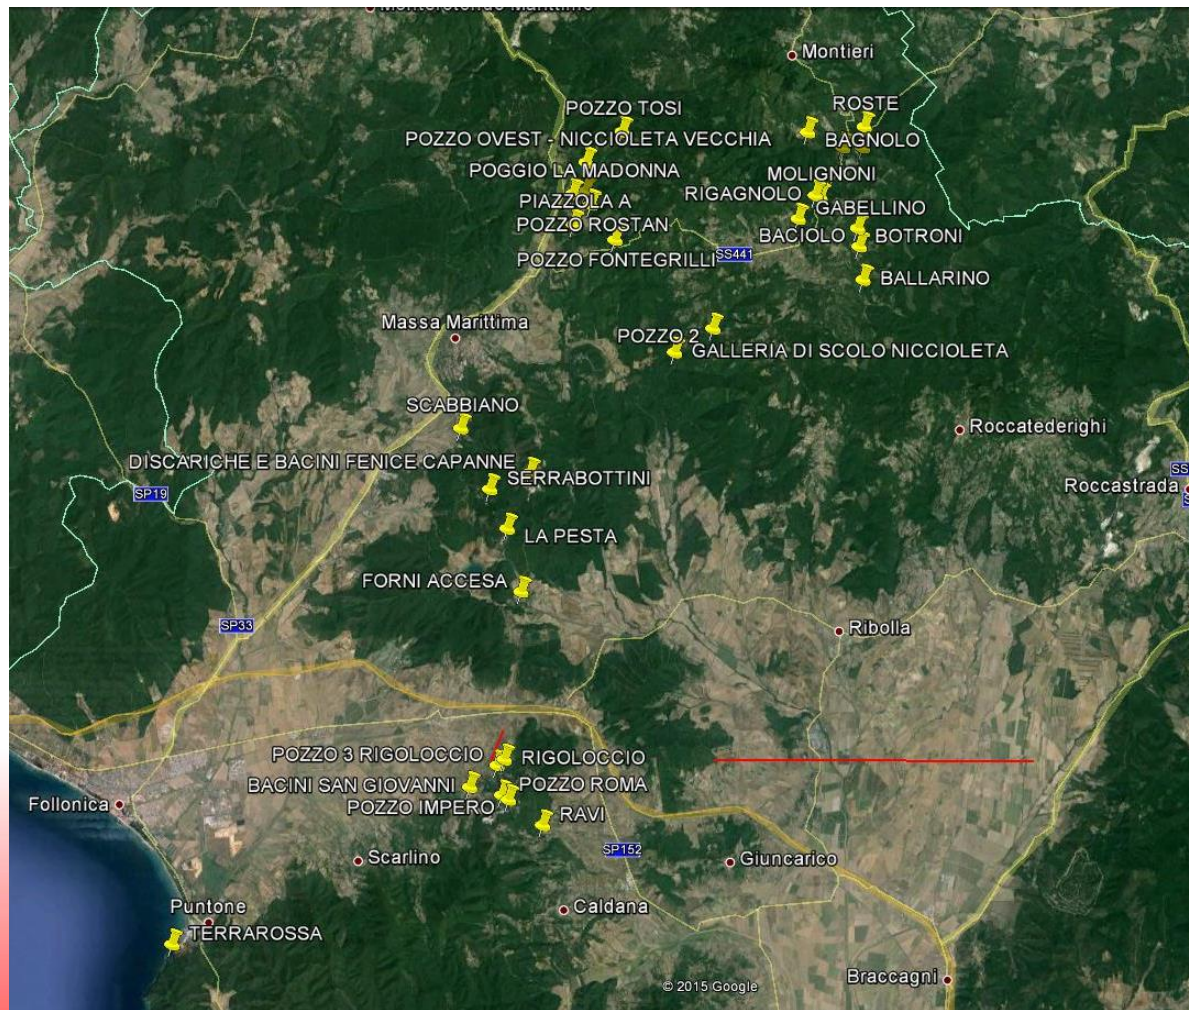 Monterotondo Marittimo
Montieri
POZZO TOSI
ROSTE
POZZO OVEST - NICCIOLETA VECCHIA
BAGNOLO
POGGIO LA MADONNA
MOLIGNONI
RIGAGNOLO
PIAZZOLA A
GABELLINO
POZZO ROSTAN
BACIOLO
BOTRONI
POZZO FONTEGRILLI
SS441
BALLARINO
Massa Marittima
POZZO 2
GALLERIA DI SCOLO NICCIOLETA
SCABBIANO
Roccatederighi
DISCARICHE E BACINI FENICE CAPANNE
SERRABOTTINI
SS
Roccastrada
SP19
LA PESTA
FORNI ACCESA
SP33
Ribolla
POZZO 3 RIGOLOCCIO
RIGOLOCCIO
BACINI SAN GIOVANNI
POZZO ROMA
POZZO IMPERO
Follonica
RAVI
SP152
Scarlino
Giuncarico
Puntone
Caldana
TERRAROSSA
Braccagni
© 2015 Google